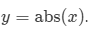 y = abs(x).